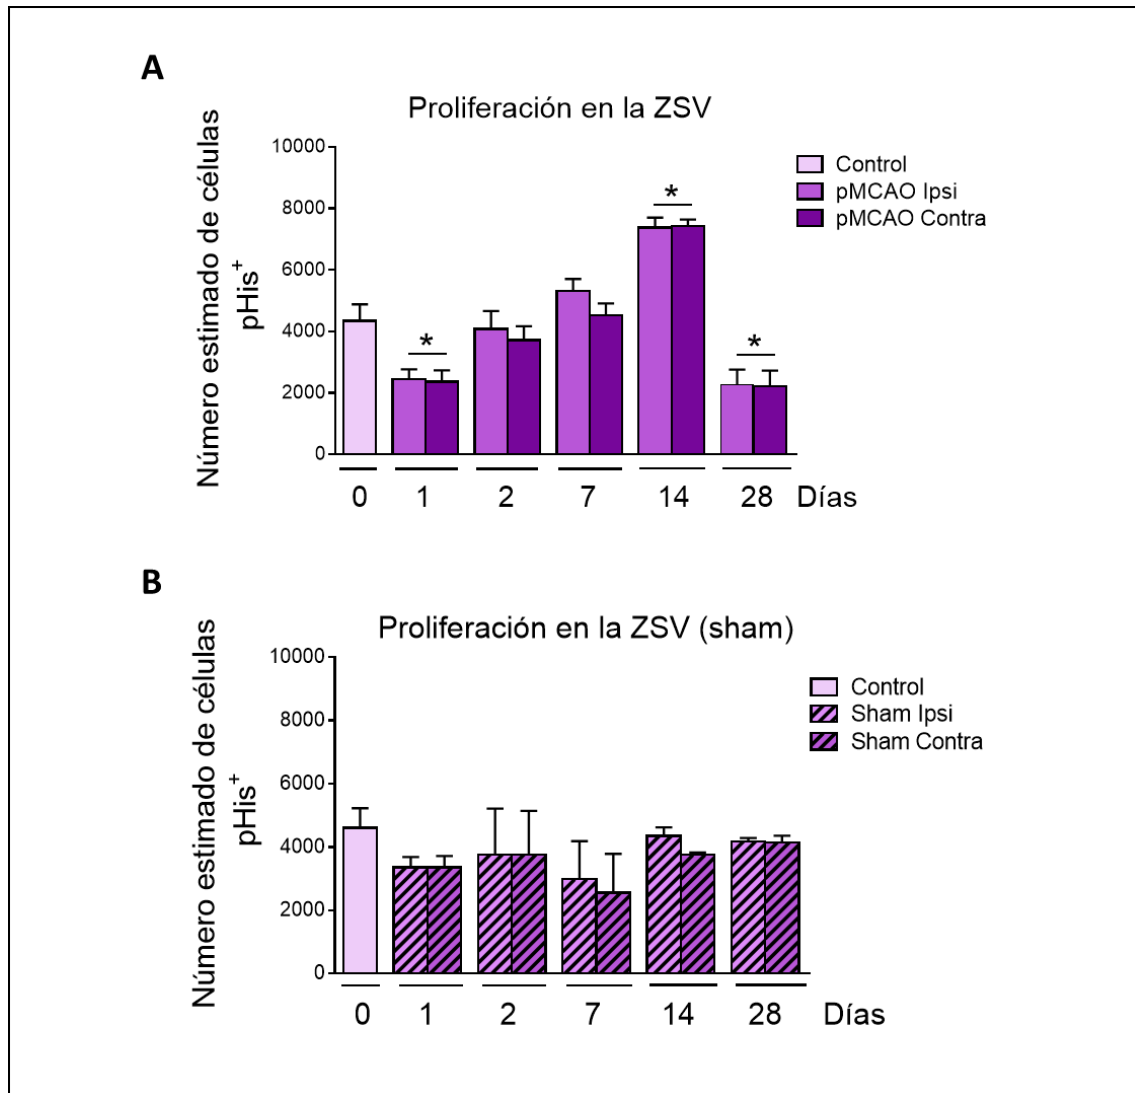 A
Proliferación en la ZSV
Número estimado de células
pHis+
10000
8000
6000
4000
2000
0
*
*
*
Control
pMCAO Ipsi
pMCAO Contra
0 1 2 7 14 28 Días
B
Proliferación en la ZSV (sham)
Número estimado de células
pHis+
10000
8000
6000
4000
2000
0
Control
Sham Ipsi
Sham Contra
0 1 2 7 14 28 Días